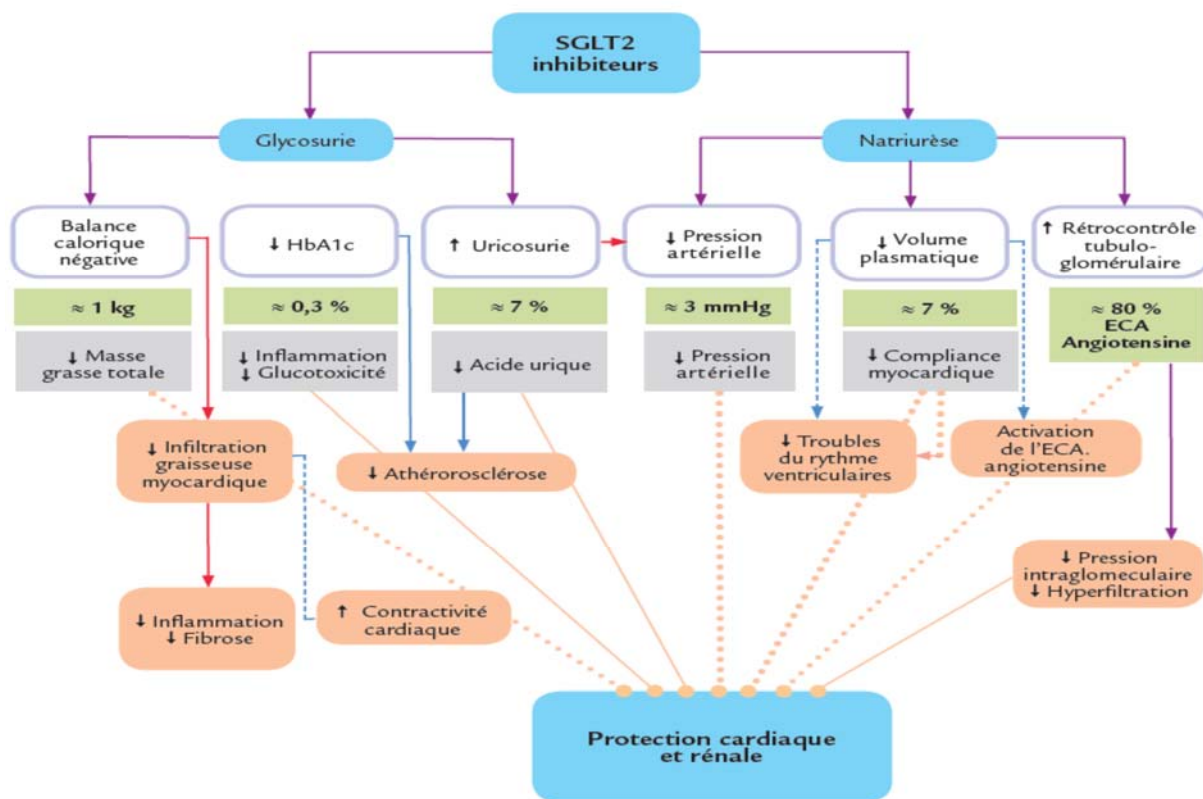 SGLT2
inhibiteurs
Glycosurie
Natriurèse
Balance
calorique
négative
↓ HbA1c
↑ Uricosurie
↓ Pression
artérielle
↓ Volume
plasmatique
↑ Rétrocontrôle
tubulo-
glomérulaire
≈ 1 kg
≈ 0,3 %
≈ 7 %
≈ 3 mmHg
≈ 7 %
≈ 80 %
ECA
Angiotensine
↓ Masse
grasse totale
↓ Inflammation
↓ Glucotoxicité
↓ Acide urique
↓ Pression
artérielle
↓ Compliance
myocardique
↓ Infiltration
graisseuse
myocardique
↓ Athérorosclérose
↓ Troubles
du rythme
ventriculaires
Activation
de l'ECA.
angiotensine
↓ Pression
intraglomeculaire
↓ Hyperfiltration
↓ Inflammation
↓ Fibrose
↑ Contractivité
cardiaque
Protection cardiaque
et rénale